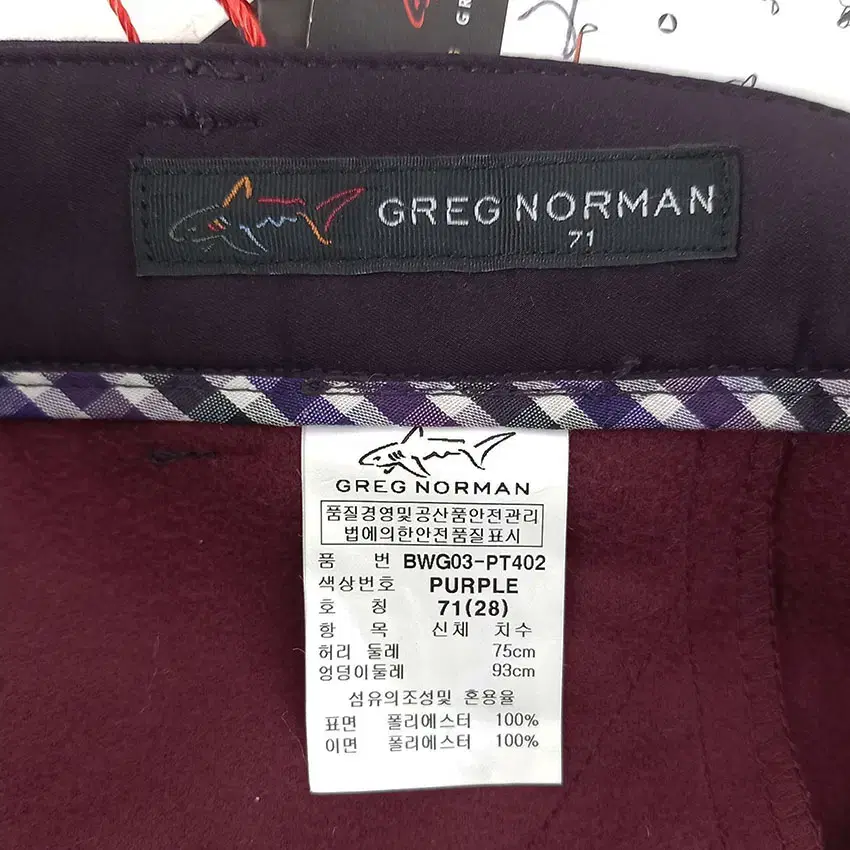 GR
GREG NORMAN
71
GREG NORMAN
품질경영및공산품안전관리
법에의한안전품질표시
품 번 BWG03-PT402
색상번호 PURPLE
호 칭 71(28)
항 목 신체 치수
허리 둘레 75cm
엉덩이둘레 93cm
섬유의조성및 혼용율
표면 폴리에스터 100%
이면 폴리에스터 100%